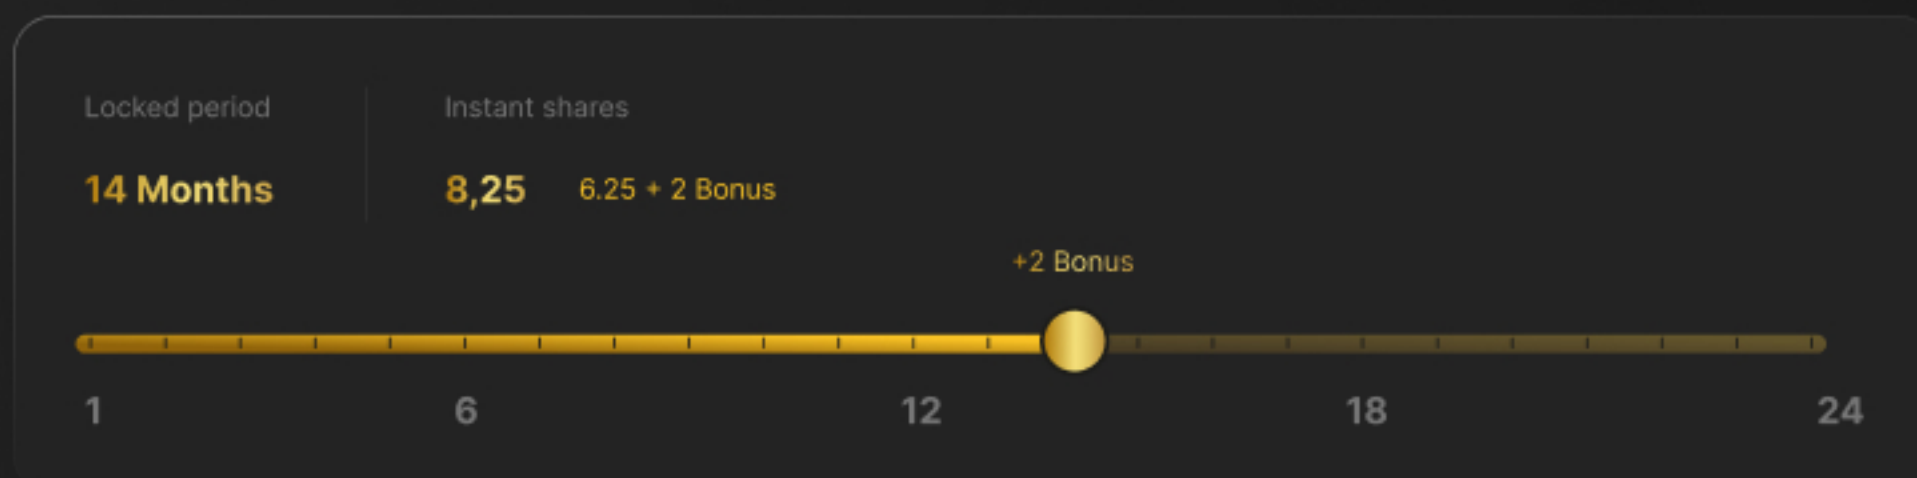 Locked period
Instant shares
14 Months
8,25
6.25 + 2 Bonus
+2 Bonus
1
6
12
18
24